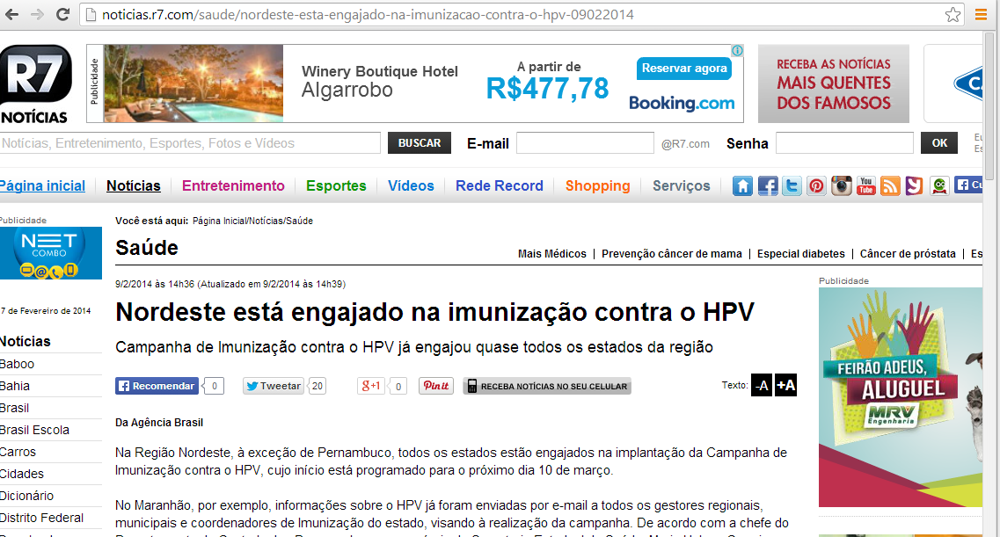 noticias.r7.com/saude/nordeste-esta-engajado-na-imunizacao-contra-o-hpv-09022014
R7
NOTÍCIAS
Publicidade
Winery Boutique Hotel
Algarrobo
A partir de
R$477,78
Reservar agora
Booking.com
RECEBA AS NOTÍCIAS
MAIS QUENTES
DOS FAMOSOS
Notícias, Entretenimento, Esportes, Fotos e Vídeos
BUSCAR
E-mail
@R7.com
Senha
OK
Página inicial
Notícias
Entretenimento
Esportes
Vídeos
Rede Record
Shopping
Serviços
You
Tube
Publicidade
NET
COMBO
7 de Fevereiro de 2014
Notícias
Baboo
Bahia
Brasil
Brasil Escola
Carros
Cidades
Dicionário
Distrito Federal
Você está aqui: Página Inicial/Notícias/Saúde
Saúde
Mais Médicos | Prevenção câncer de mama | Especial diabetes | Câncer de próstata | Es
9/2/2014 às 14h36 (Atualizado em 9/2/2014 às 14h39)
Nordeste está engajado na imunização contra o HPV
Campanha de Imunização contra o HPV já engajou quase todos os estados da região
Recomendar 0
Tweetar 20
g+1 0
Pin it
RECEBA NOTÍCIAS NO SEU CELULAR
Texto: -A +A
Da Agência Brasil
Na Região Nordeste, à exceção de Pernambuco, todos os estados estão engajados na implantação da Campanha de
Imunização contra o HPV, cujo início está programado para o próximo dia 10 de março.
No Maranhão, por exemplo, informações sobre o HPV já foram enviadas por e-mail a todos os gestores regionais,
municipais e coordenadores de Imunização do estado, visando à realização da campanha. De acordo com a chefe do
Publicidade
FEIRÃO ADEUS,
ALUGUEL
MRV
Engenharia